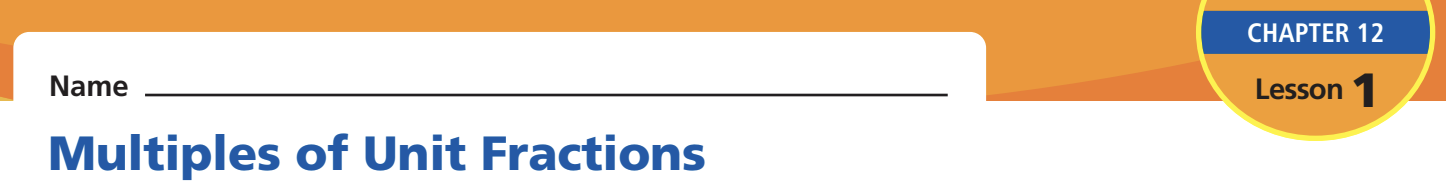 CHAPTER 12
Lesson 1
Name
Multiples of Unit Fractions